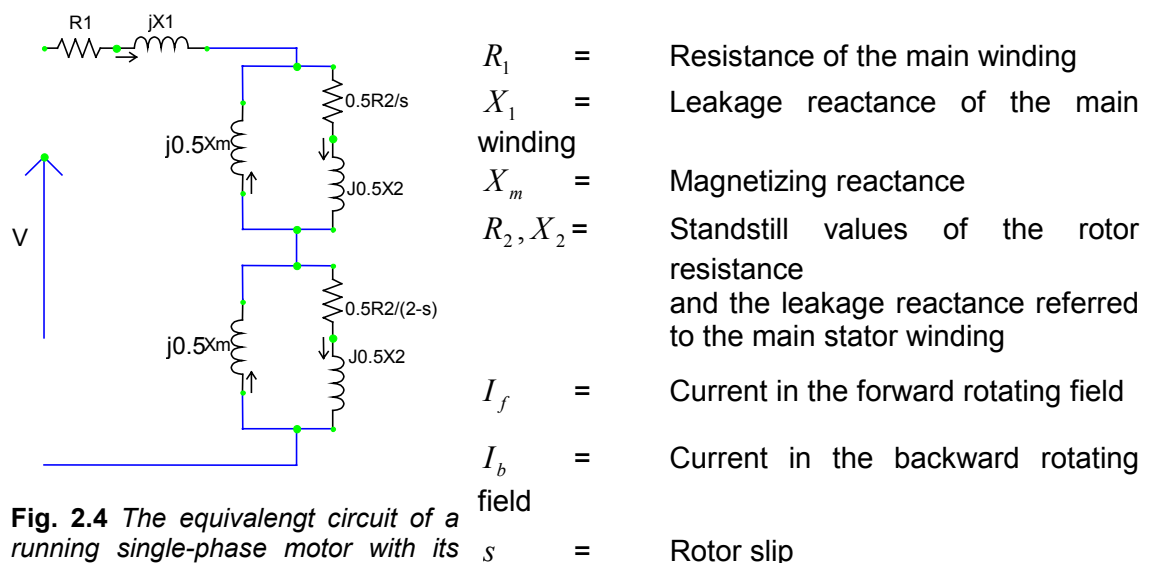 R1
jX1
0.5R2/s
j0.5Xm
J0.5X2
V
0.5R2/(2-s)
j0.5Xm
J0.5X2
Fig. 2.4 The equivalengt circuit of a
running single-phase motor with its
R₁ = Resistance of the main winding
X₁ = Leakage reactance of the main
winding
Xₘ = Magnetizing reactance
R₂, X₂ = Standstill values of the rotor
resistance
and the leakage reactance referred
to the main stator winding
I_f = Current in the forward rotating field
I_b = Current in the backward rotating
field
s = Rotor slip